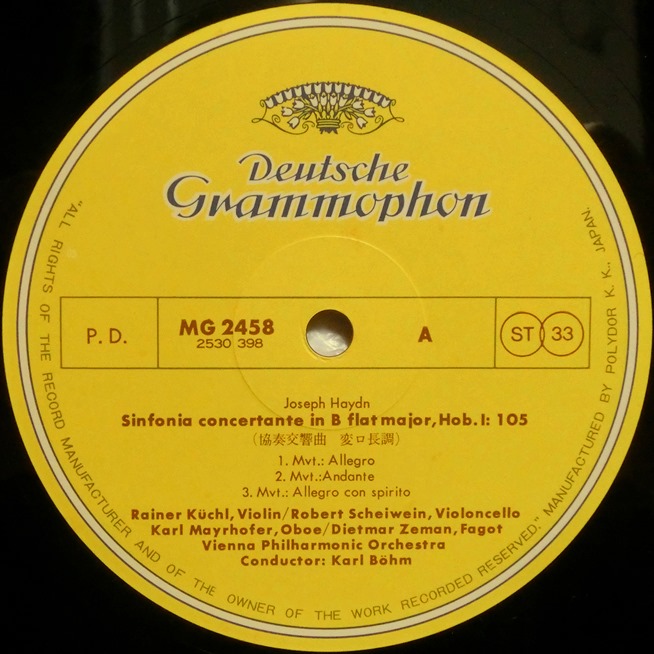 Deutsche
Grammophon
P. D.
MG 2458
2530 398
A
ST 33
Joseph Haydn
Sinfonia concertante in B flat major, Hob. I: 105
(協奏交響曲 変ロ長調)
1. Mvt.: Allegro
2. Mvt.:Andante
3. Mvt.: Allegro con spirito
Rainer Küchl, Violin/Robert Scheiwein, Violoncello
Karl Mayrhofer, Oboe/Dietmar Zeman, Fagot
Vienna Philharmonic Orchestra
Conductor: Karl Böhm
"ALL RIGHTS OF THE RECORD MANUFACTURER AND OF THE OWNER OF THE WORK RECORDED RESERVED." MANUFACTURED BY POLYDOR K. K., JAPAN.